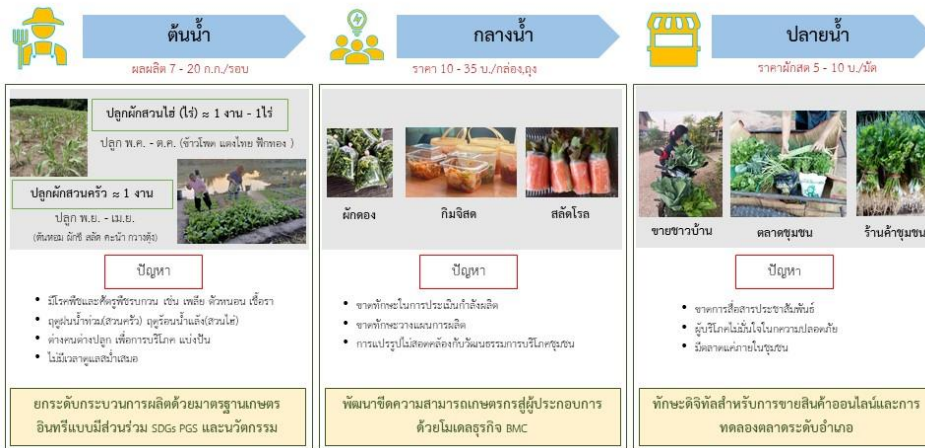 ต้นน้ำ
ผลผลิต 7 - 20 ก.ก./รอบ
ปลูกผักสวนไฮ่ (ไร่) ≈ 1 งาน - 1ไร่
ปลูก พ.ค. - ต.ค. (ข้าวโพด แตงไทย ฟักทอง )
ปลูกผักสวนครัว ≈ 1 งาน
ปลูก พ.ย. - เม.ย.
(ต้นหอม ผักชี สลัด คะน้า กวางตุ้ง)
ปัญหา
• มีโรคพืชและศัตรูพืชรบกวน เช่น เพลี้ย ตัวหนอน เชื้อรา
• ฤดูฝนน้ำท่วม(สวนครัว) ฤดูร้อนน้ำแล้ง(สวนไฮ่)
• ต่างคนต่างปลูก เพื่อการบริโภค แบ่งปัน
• ไม่มีเวลาดูแลสม่ำเสมอ
ยกระดับกระบวนการผลิตด้วยมาตรฐานเกษตร
อินทรีย์แบบมีส่วนร่วม SDGs PGS และนวัตกรรม
กลางน้ำ
ราคา 10 - 35 บ./กล่อง,ถุง
ผักดอง
กิมจิสด
สลัดโรล
ปัญหา
• ขาดทักษะในการประเมินกำลังผลิต
• ขาดทักษะวางแผนการผลิต
• การแปรรูปไม่สอดคล้องกับวัฒนธรรมการบริโภคชุมชน
พัฒนาขีดความสามารถเกษตรกรสู่ผู้ประกอบการ
ด้วยโมเดลธุรกิจ BMC
ปลายน้ำ
ราคาผักสด 5 - 10 บ./มัด
ขายชาวบ้าน
ตลาดชุมชน
ร้านค้าชุมชน
ปัญหา
• ขาดการสื่อสารประชาสัมพันธ์
• ผู้บริโภคไม่มั่นใจในความปลอดภัย
• มีตลาดแค่ภายในชุมชน
ทักษะดิจิทัลสำหรับการขายสินค้าออนไลน์และการ
ทดลองตลาดระดับอำเภอ